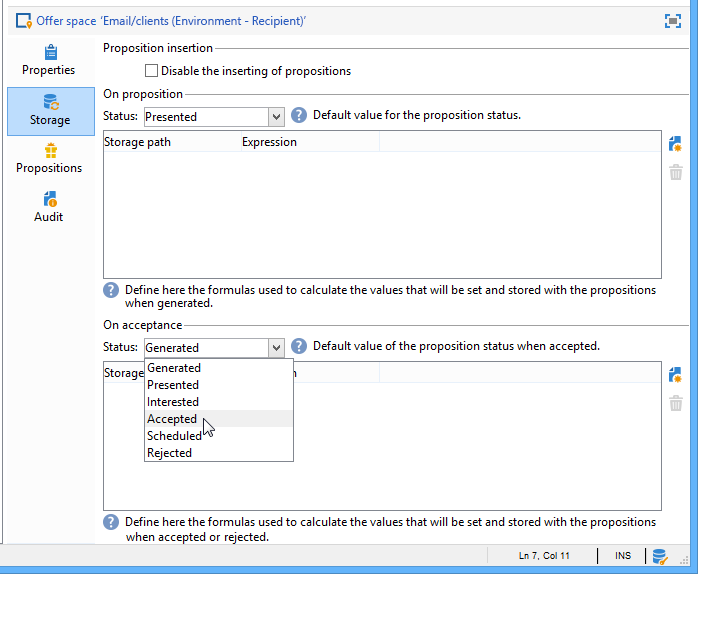 Offer space 'Email/clients (Environment - Recipient)'
Properties
Storage
Propositions
Audit
Proposition insertion
Disable the inserting of propositions
On proposition
Status: Presented ? Default value for the proposition status.
Storage path Expression
? Define here the formulas used to calculate the values that will be set and stored with the propositions
when generated.
On acceptance
Status: Generated ? Default value of the proposition status when accepted.
Storage
Generated
Presented
Interested
Accepted
Scheduled
Rejected
? Define here the formulas used to calculate the values that will be set and stored with the propositions
when accepted or rejected.
Ln 7, Col 11 INS